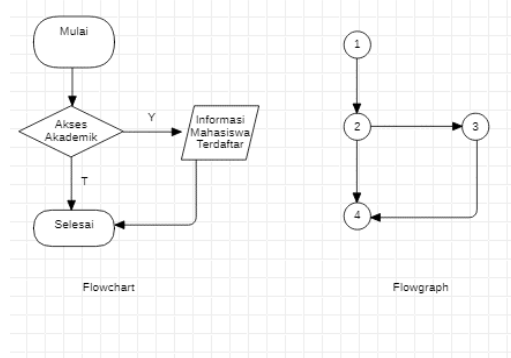 Mulai
Akses
Akademik
Y
Informasi
Mahasiswa
Terdaftar
T
Selesai
Flowchart
1
2
3
4
Flowgraph